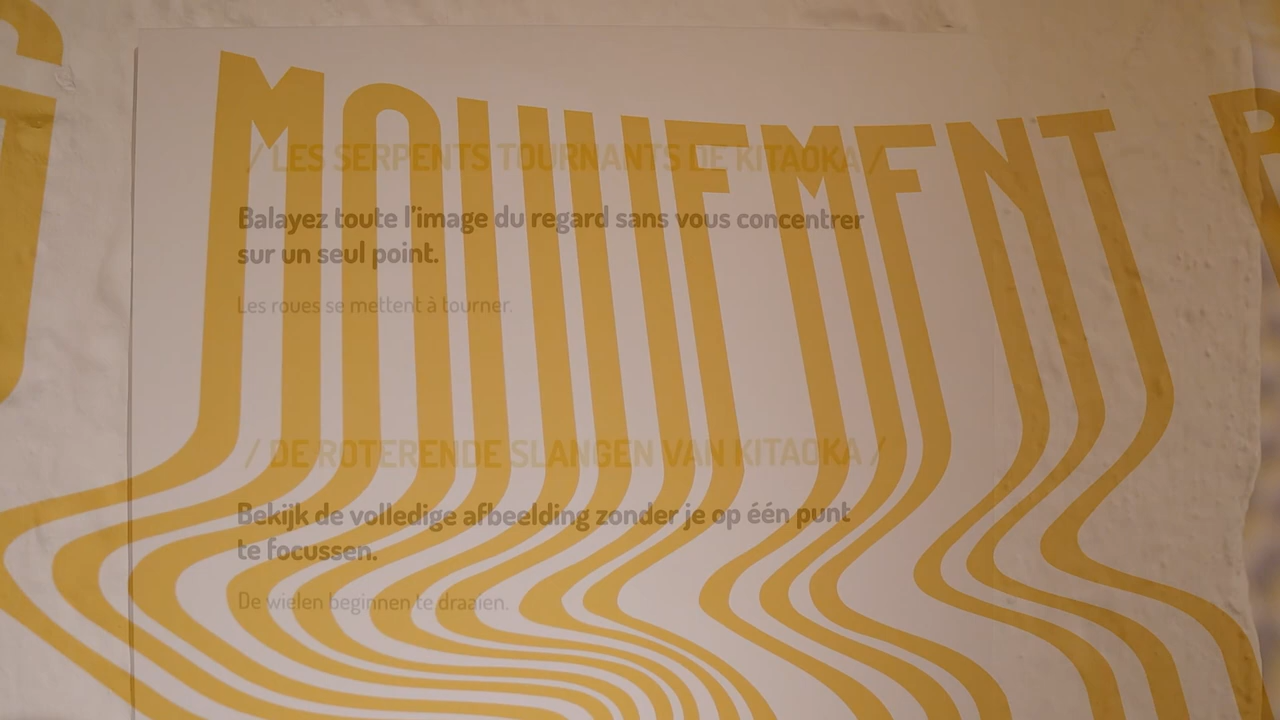 MOUVEMENT
/ LES SERPENTS TOURNANTS DE KITAOKA /
Balayez toute l'image du regard sans vous concentrer
sur un seul point.
Les roues se mettent à tourner.
/ DE ROTERENDE SLANGEN VAN KITAOKA /
Bekijk de volledige afbeelding zonder je op één punt
te focussen.
De wielen beginnen te draaien.